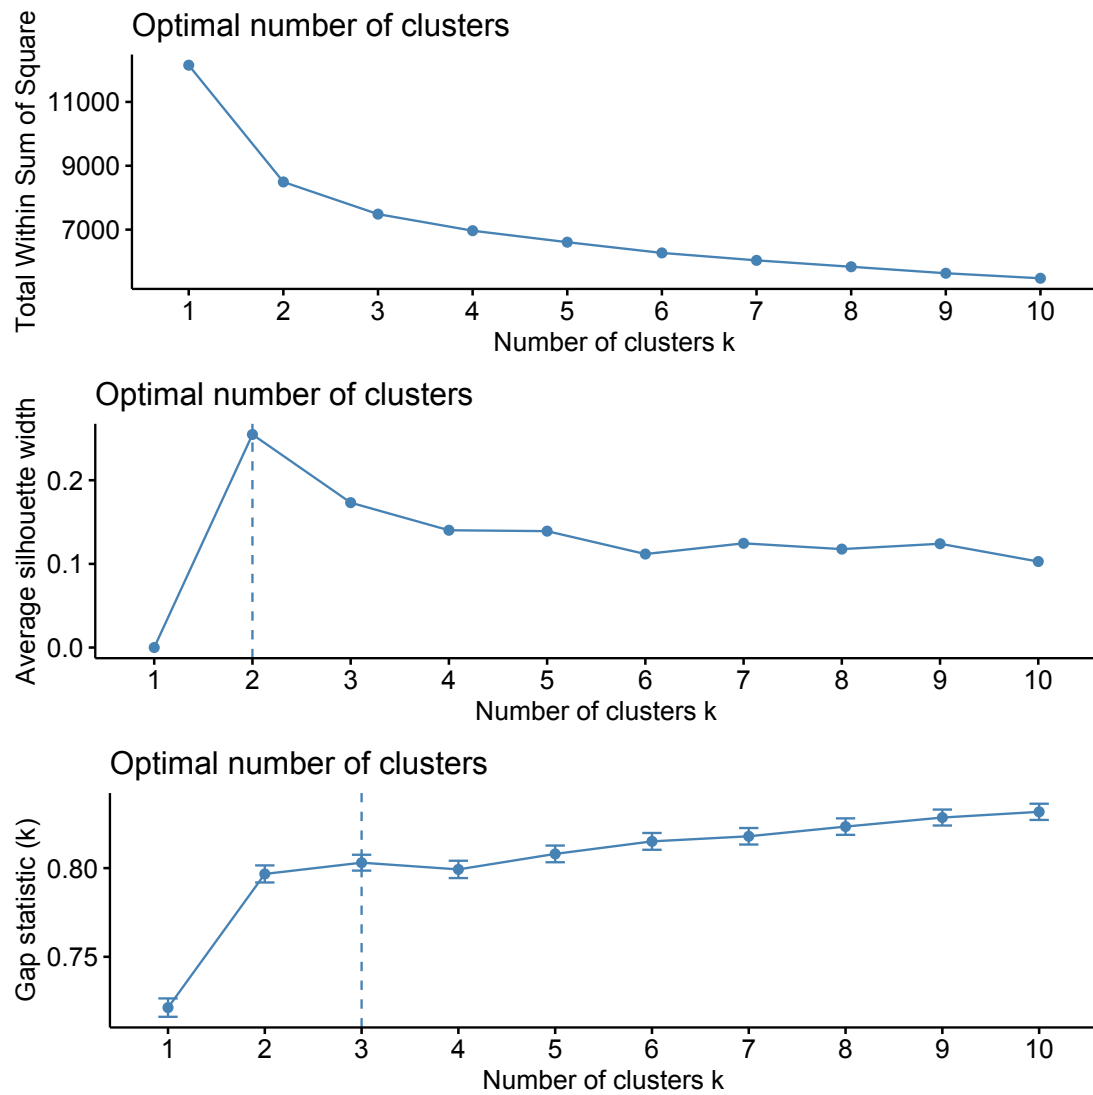 Optimal number of clusters
Total Within Sum of Square
11000
9000
7000
1 2 3 4 5 6 7 8 9 10
Number of clusters k
Optimal number of clusters
Average silhouette width
0.2
0.1
0.0
1 2 3 4 5 6 7 8 9 10
Number of clusters k
Optimal number of clusters
Gap statistic (k)
0.80
0.75
1 2 3 4 5 6 7 8 9 10
Number of clusters k